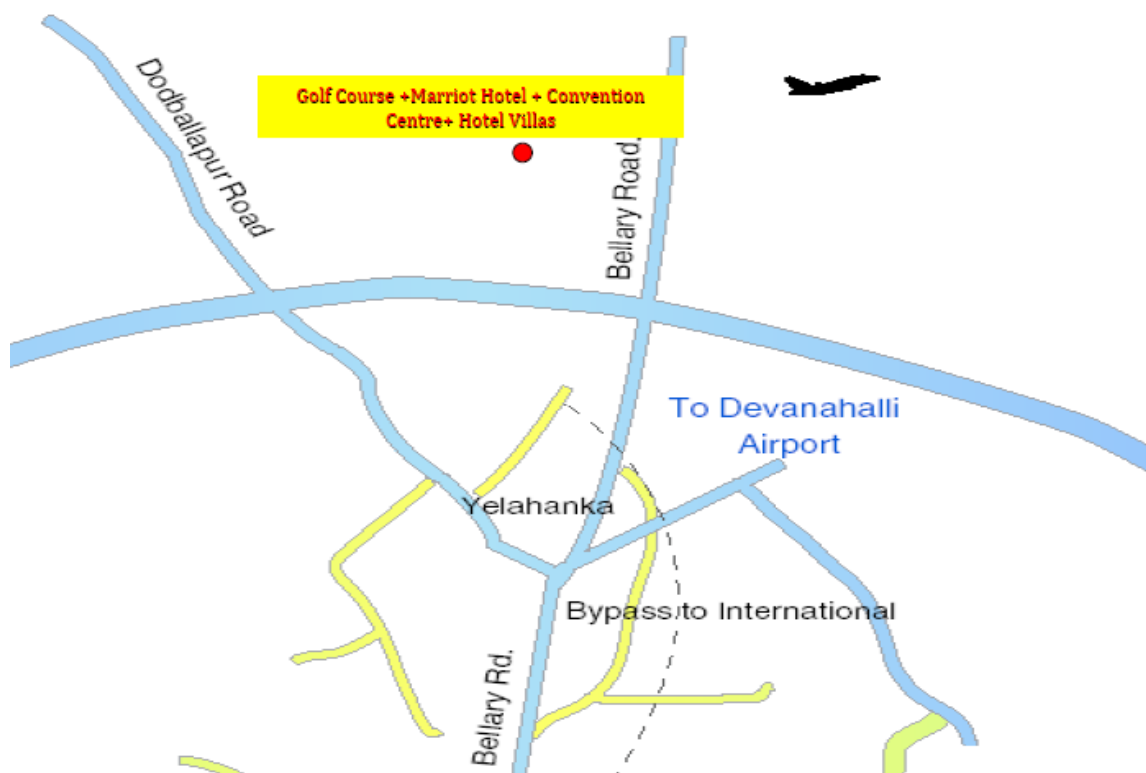 Golf Course +Marriot Hotel + Convention
Centre+ Hotel Villas
Dodballapur Road
Bellary Road.
To Devanahalli
Airport
Yelahanka
Bypass to International
Bellary Rd.